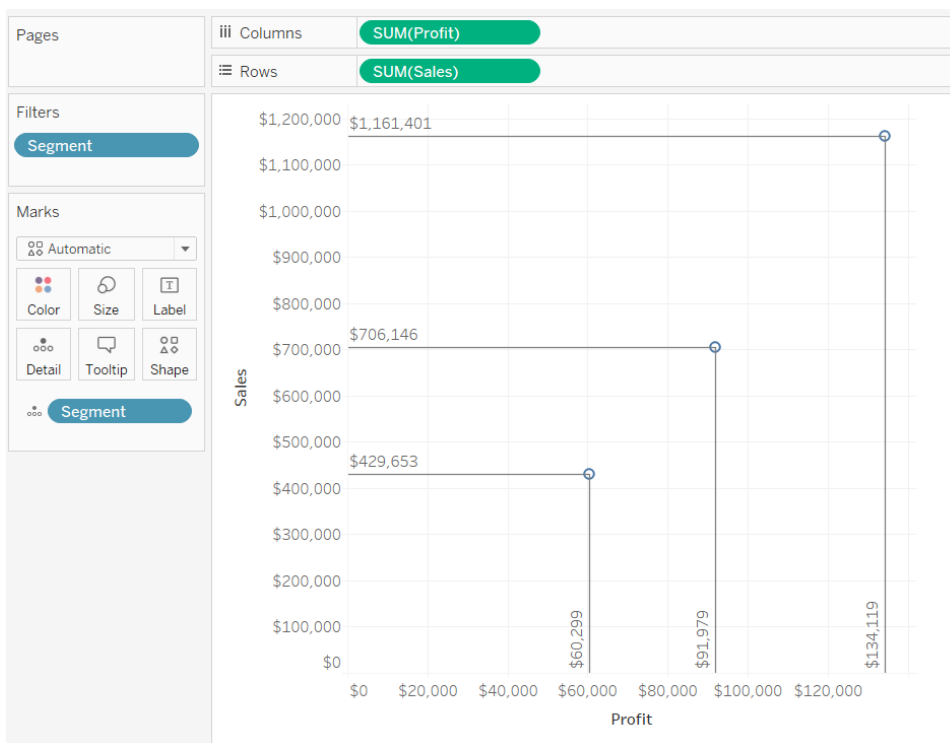 Pages
Columns
SUM(Profit)
Rows
SUM(Sales)
Filters
Segment
Marks
Automatic
Color
Size
Label
Detail
Tooltip
Shape
Segment
$1,200,000
$1,161,401
$1,100,000
$1,000,000
$900,000
$800,000
$706,146
$700,000
$600,000
Sales
$500,000
$429,653
$400,000
$300,000
$200,000
$100,000
$60,299
$91,979
$134,119
$0
$0 $20,000 $40,000 $60,000 $80,000 $100,000 $120,000
Profit